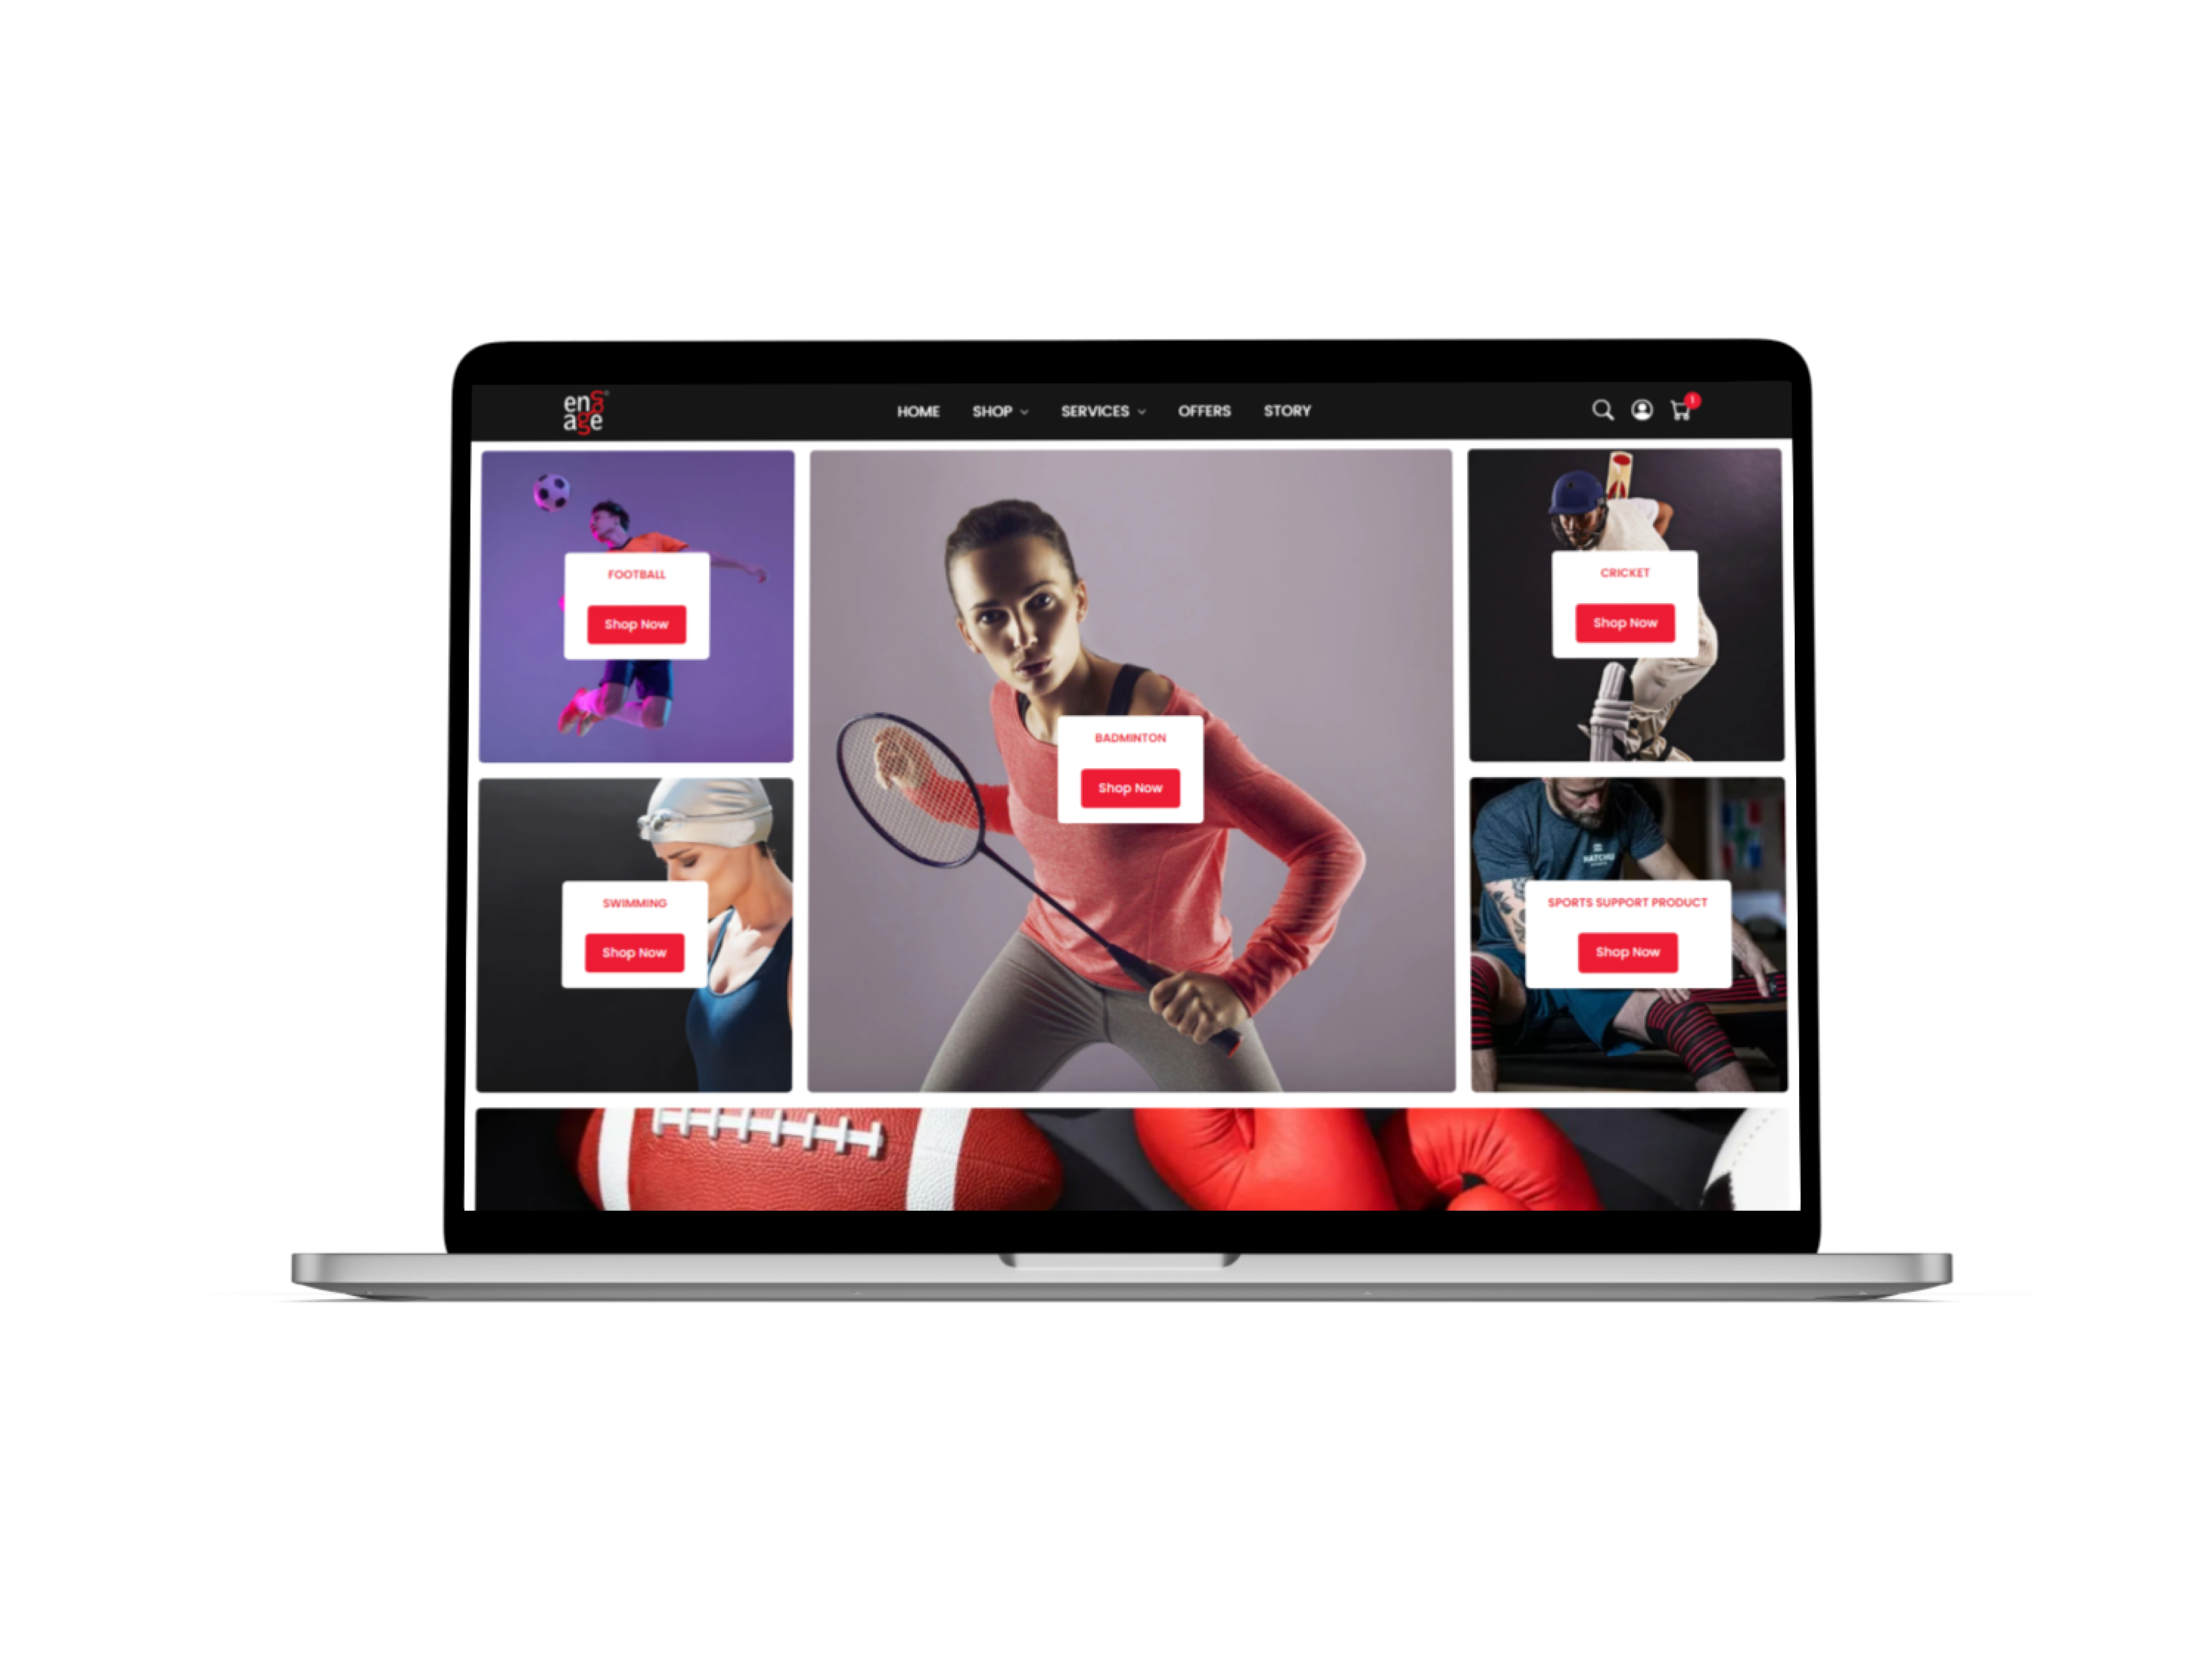 engage
HOME SHOP SERVICES OFFERS STORY
1
FOOTBALL
Shop Now
BADMINTON
Shop Now
CRICKET
Shop Now
SWIMMING
Shop Now
HATCHU
SPORTS SUPPORT PRODUCT
Shop Now